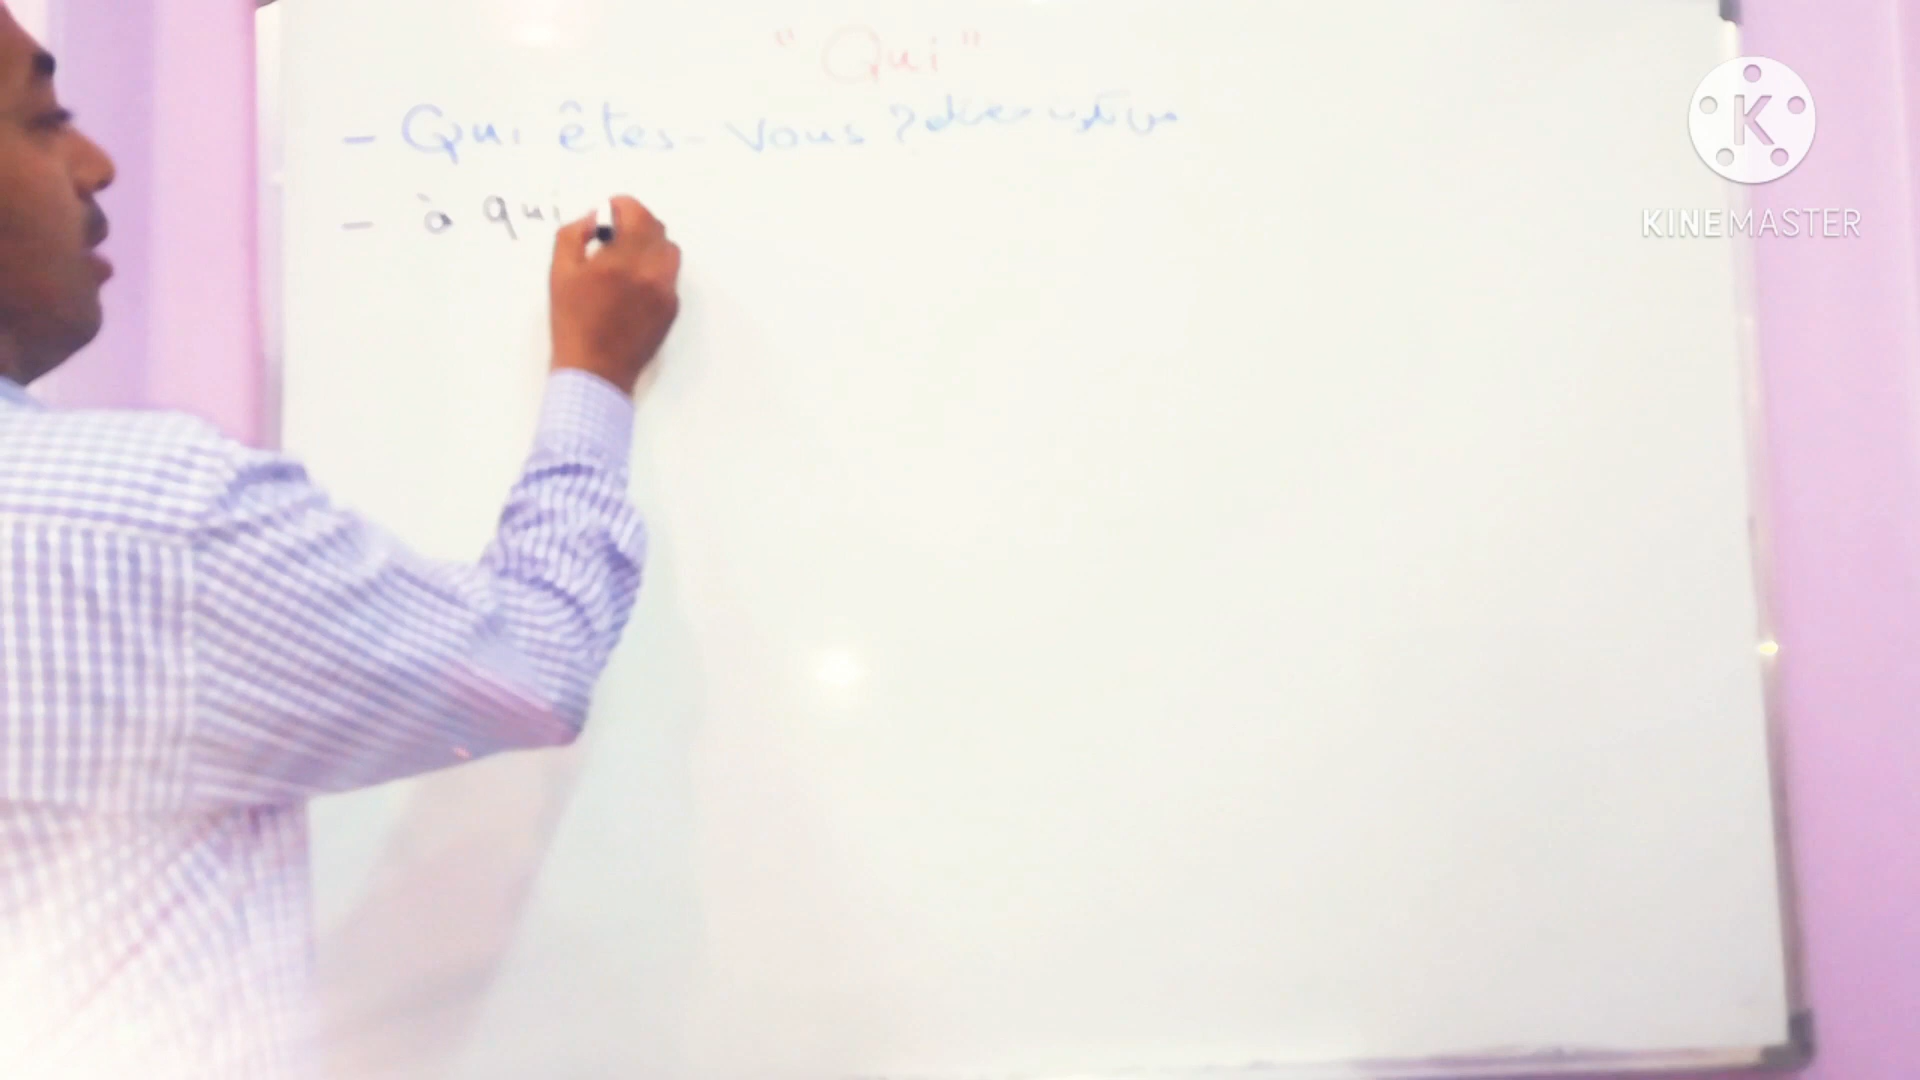 "Qui"
- Qui êtes-vous ?
- à qui
K
KINEMASTER